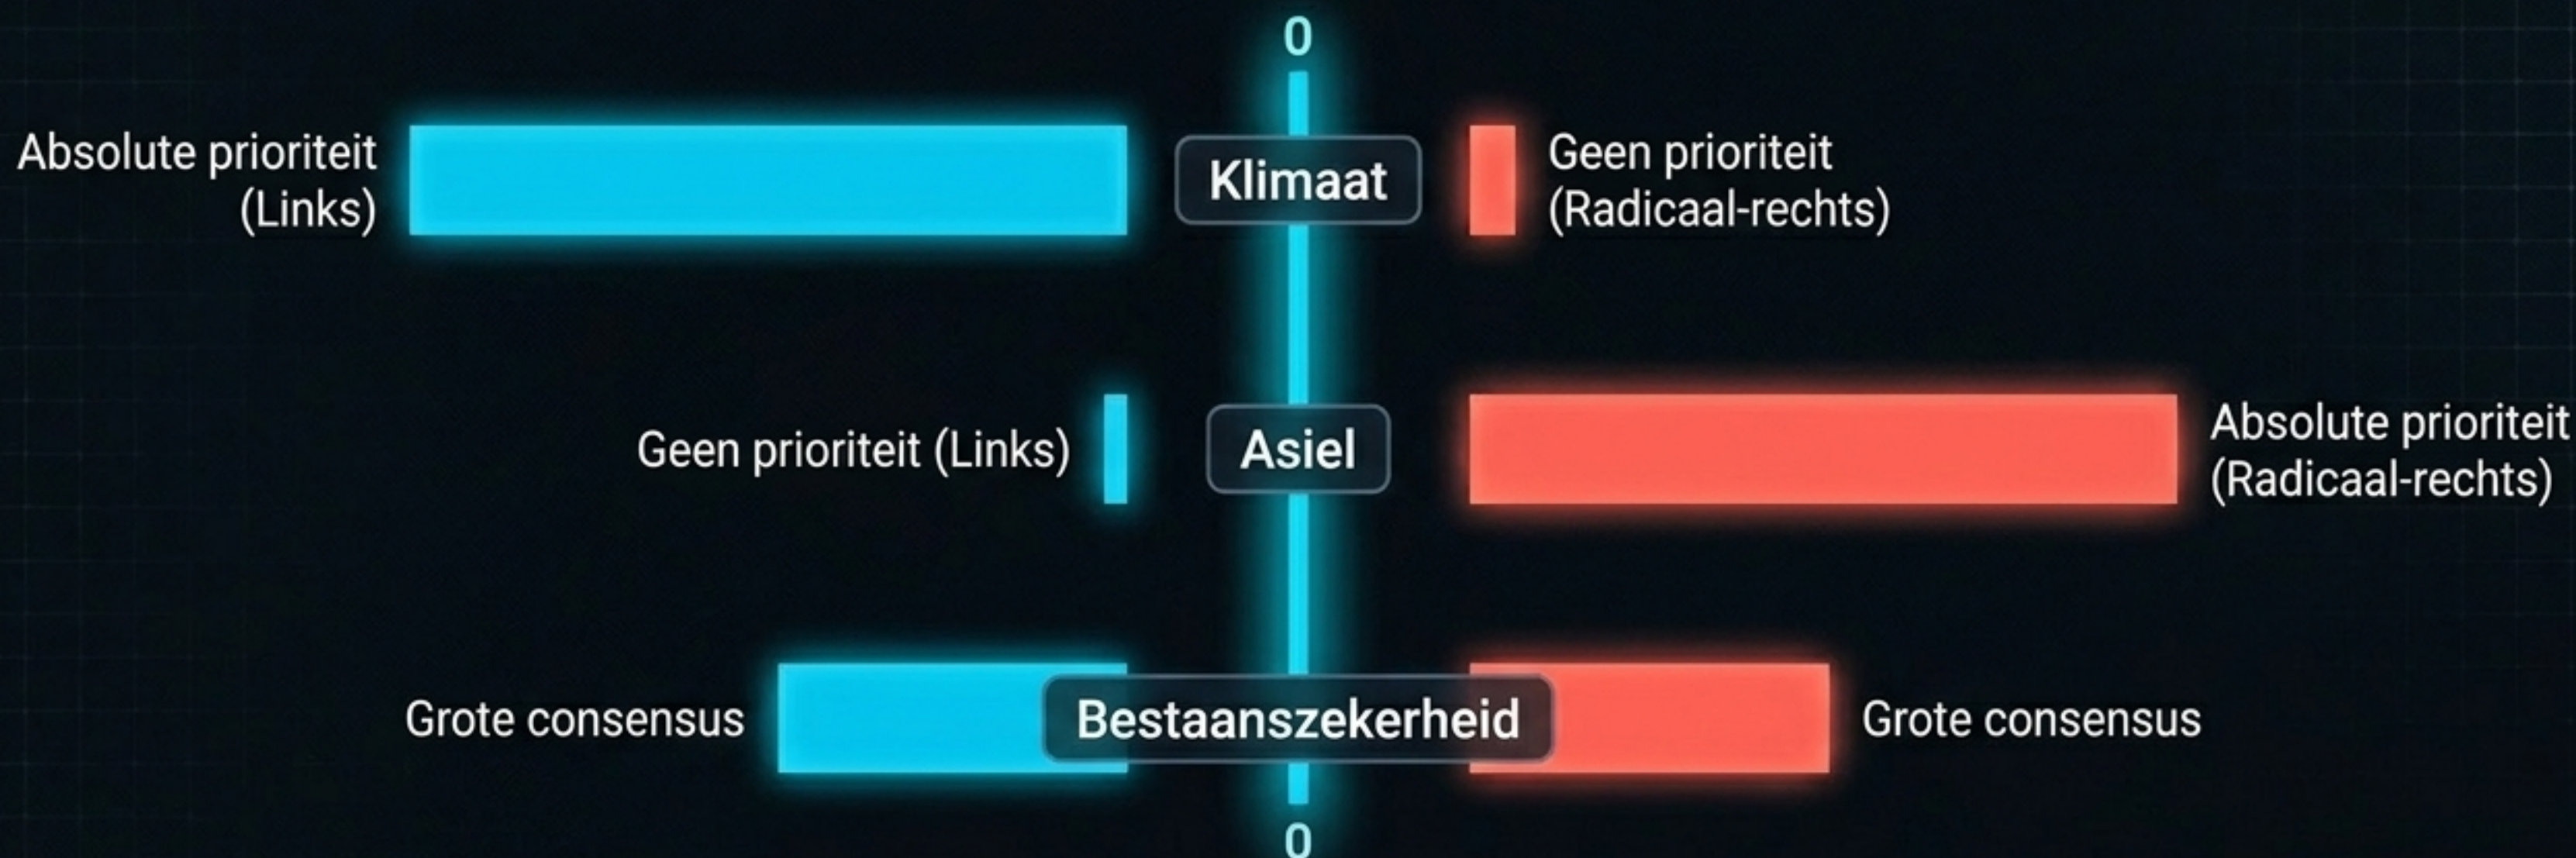 0
Absolute prioriteit
(Links)
Klimaat
Geen prioriteit
(Radicaal-rechts)
Geen prioriteit (Links)
Asiel
Absolute prioriteit
(Radicaal-rechts)
Grote consensus
Bestaanszekerheid
Grote consensus
0